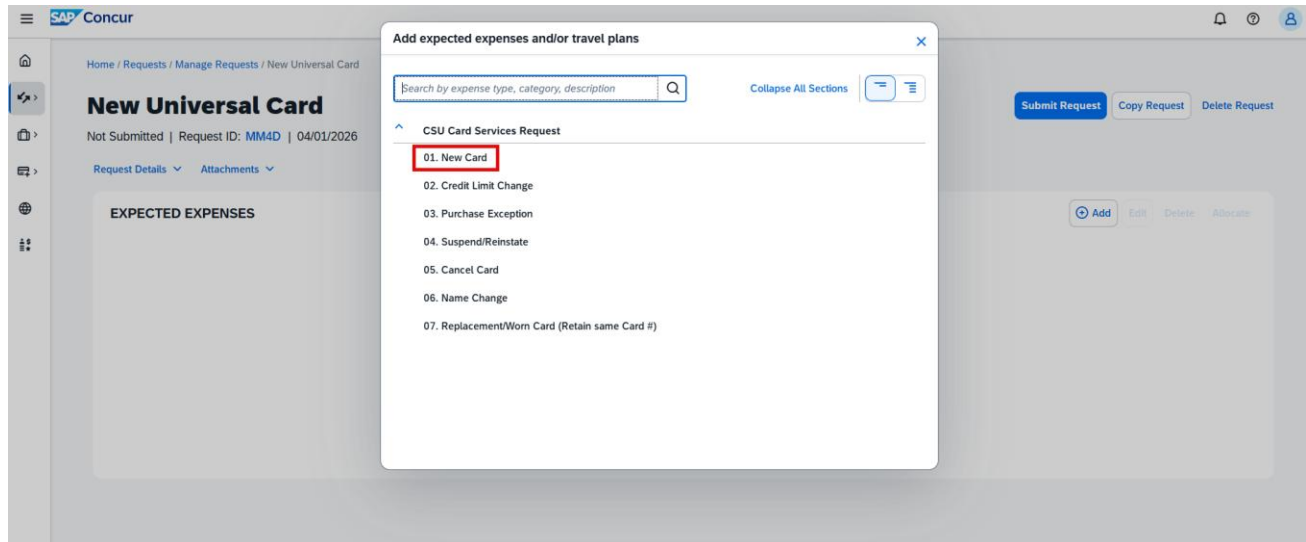 SAP Concur
Add expected expenses and/or travel plans
Home / Requests / Manage Requests / New Universal Card
Search by expense type, category, description
Collapse All Sections
New Universal Card
Submit Request Copy Request Delete Request
CSU Card Services Request
Not Submitted | Request ID: MM4D | 04/01/2026
01. New Card
Request Details Attachments
02. Credit Limit Change
EXPECTED EXPENSES
03. Purchase Exception
Add Edit Delete Allocate
04. Suspend/Reinstate
05. Cancel Card
06. Name Change
07. Replacement/Worn Card (Retain same Card #)